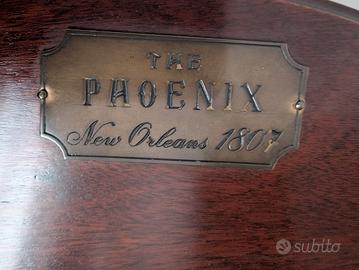 THE
PHOENIX
New Orleans 1807
subito